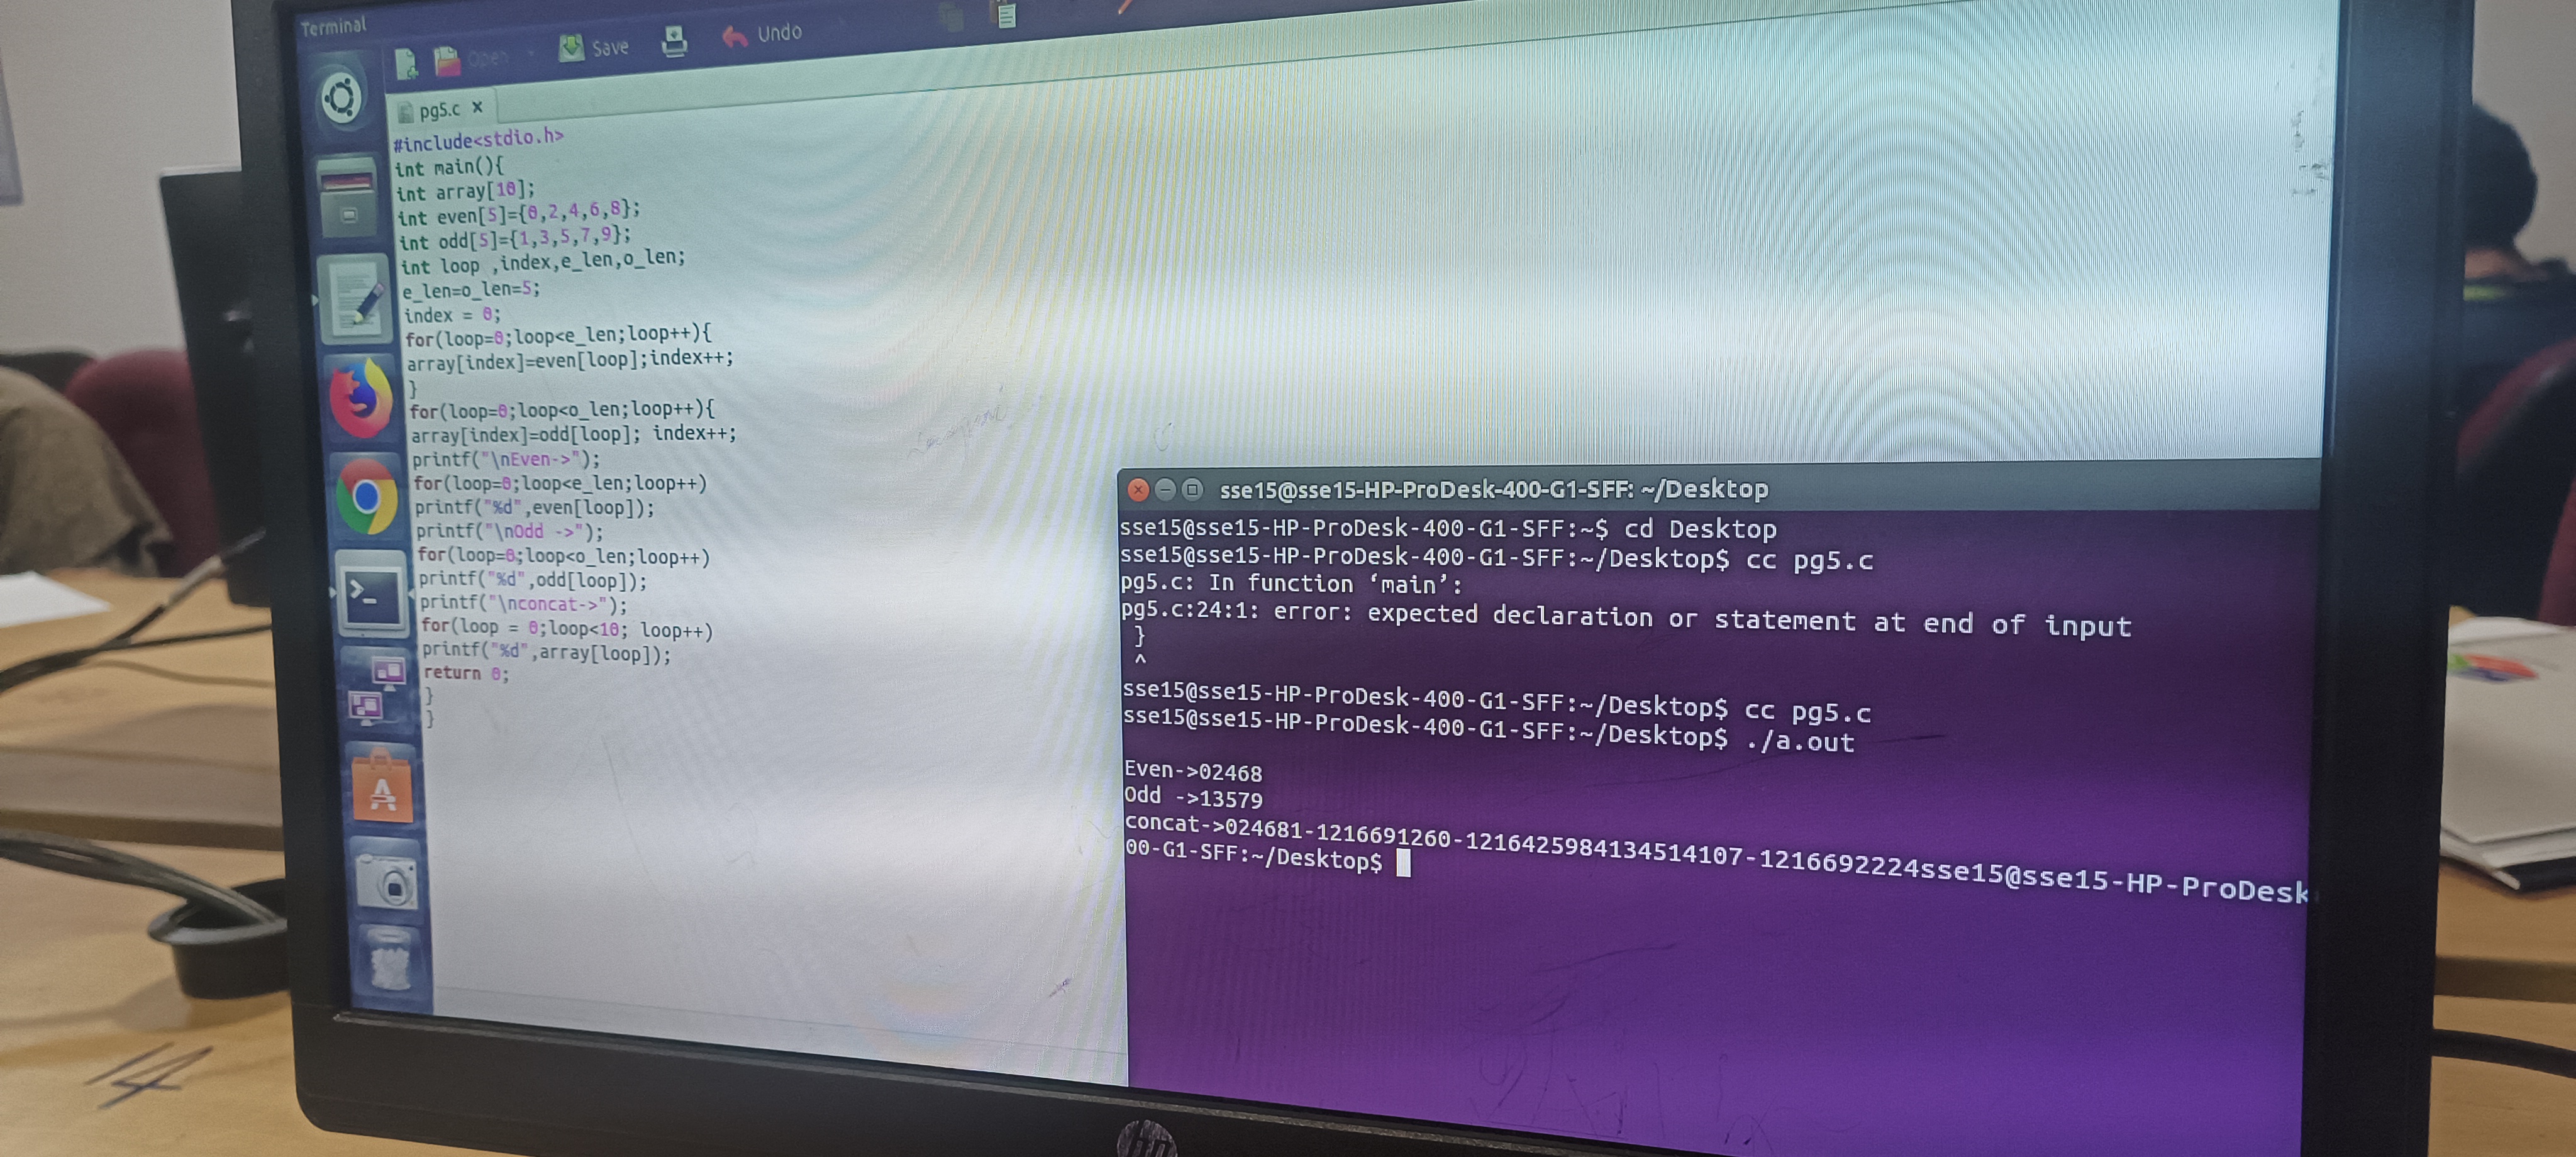 Terminal
Open Save Undo
pg5.c ×
#include<stdio.h>
int main(){
int array[10];
int even[5]={0,2,4,6,8};
int odd[5]={1,3,5,7,9};
int loop ,index,e_len,o_len;
e_len=o_len=5;
index = 0;
for(loop=0;loop<e_len;loop++){
array[index]=even[loop];index++;
}
for(loop=0;loop<o_len;loop++){
array[index]=odd[loop]; index++;
printf("\nEven->");
for(loop=0;loop<e_len;loop++)
printf("%d",even[loop]);
printf("\nOdd ->");
for(loop=0;loop<o_len;loop++)
printf("%d",odd[loop]);
printf("\nconcat->");
for(loop = 0;loop<10; loop++)
printf("%d",array[loop]);
return 0;
}
}
sse15@sse15-HP-ProDesk-400-G1-SFF: ~/Desktop
sse15@sse15-HP-ProDesk-400-G1-SFF:~$ cd Desktop
sse15@sse15-HP-ProDesk-400-G1-SFF:~/Desktop$ cc pg5.c
pg5.c: In function ‘main’:
pg5.c:24:1: error: expected declaration or statement at end of input
}
^
sse15@sse15-HP-ProDesk-400-G1-SFF:~/Desktop$ cc pg5.c
sse15@sse15-HP-ProDesk-400-G1-SFF:~/Desktop$ ./a.out
Even->02468
Odd ->13579
concat->024681-1216691260-1216425984134514107-1216692224sse15@sse15-HP-ProDesk
00-G1-SFF:~/Desktop$
14
hp